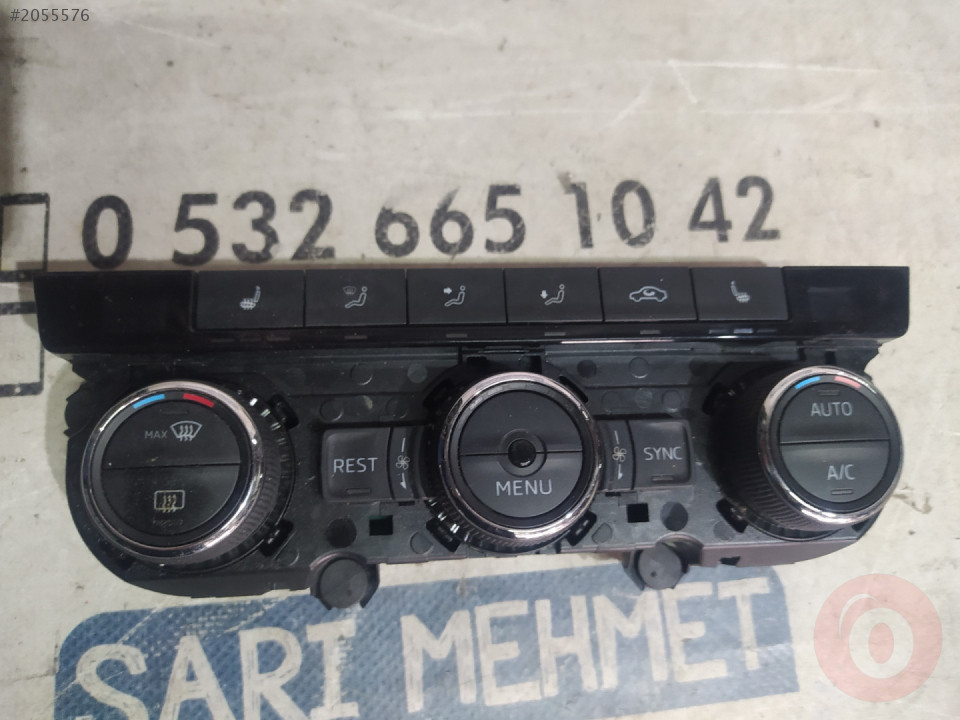 #2055576
0 532 665 10 42
MAX
REST
MENU
SYNC
AUTO
A/C
SARI MEHMET